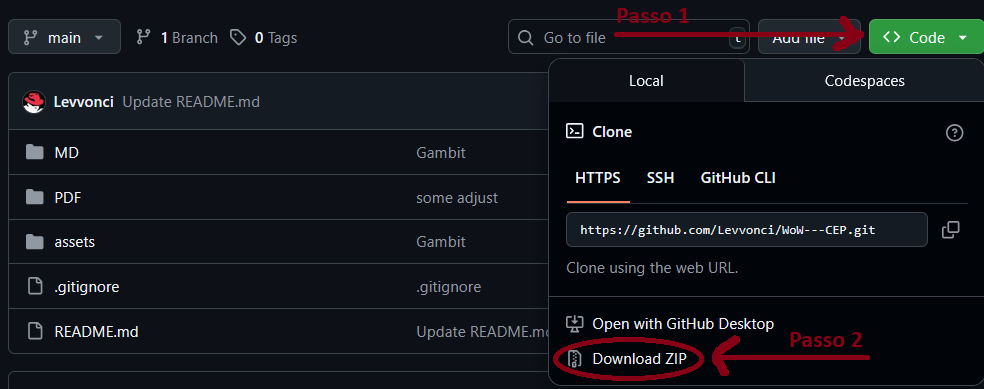 main 1 Branch 0 Tags Go to file t Add file Code
Passo 1
Local Codespaces
Levvonci Update README.md
Clone
MD Gambit
HTTPS SSH GitHub CLI
PDF some adjust
https://github.com/Levvonci/WoW---CEP.git
assets Gambit
Clone using the web URL.
.gitignore .gitignore
Open with GitHub Desktop
README.md Update README.md
Passo 2
Download ZIP